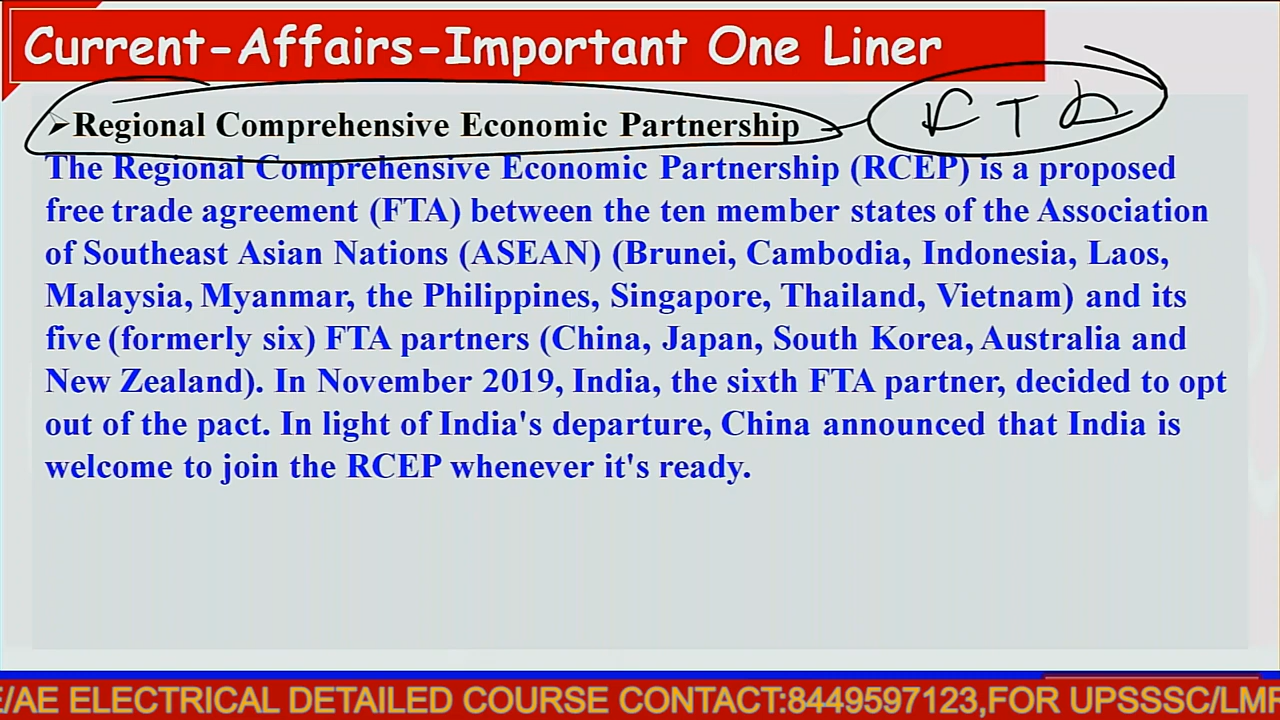 Current-Affairs-Important One Liner
➢Regional Comprehensive Economic Partnership
The Regional Comprehensive Economic Partnership (RCEP) is a proposed
free trade agreement (FTA) between the ten member states of the Association
of Southeast Asian Nations (ASEAN) (Brunei, Cambodia, Indonesia, Laos,
Malaysia, Myanmar, the Philippines, Singapore, Thailand, Vietnam) and its
five (formerly six) FTA partners (China, Japan, South Korea, Australia and
New Zealand). In November 2019, India, the sixth FTA partner, decided to opt
out of the pact. In light of India's departure, China announced that India is
welcome to join the RCEP whenever it's ready.
E/AE ELECTRICAL DETAILED COURSE CONTACT:8449597123,FOR UPSSSC/LMR